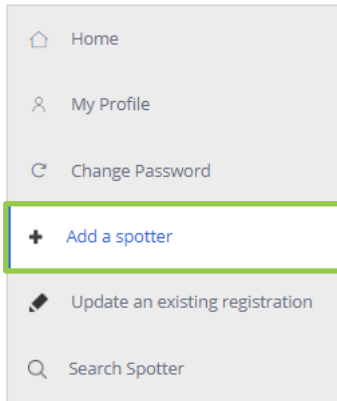 Home
My Profile
Change Password
Add a spotter
Update an existing registration
Search Spotter